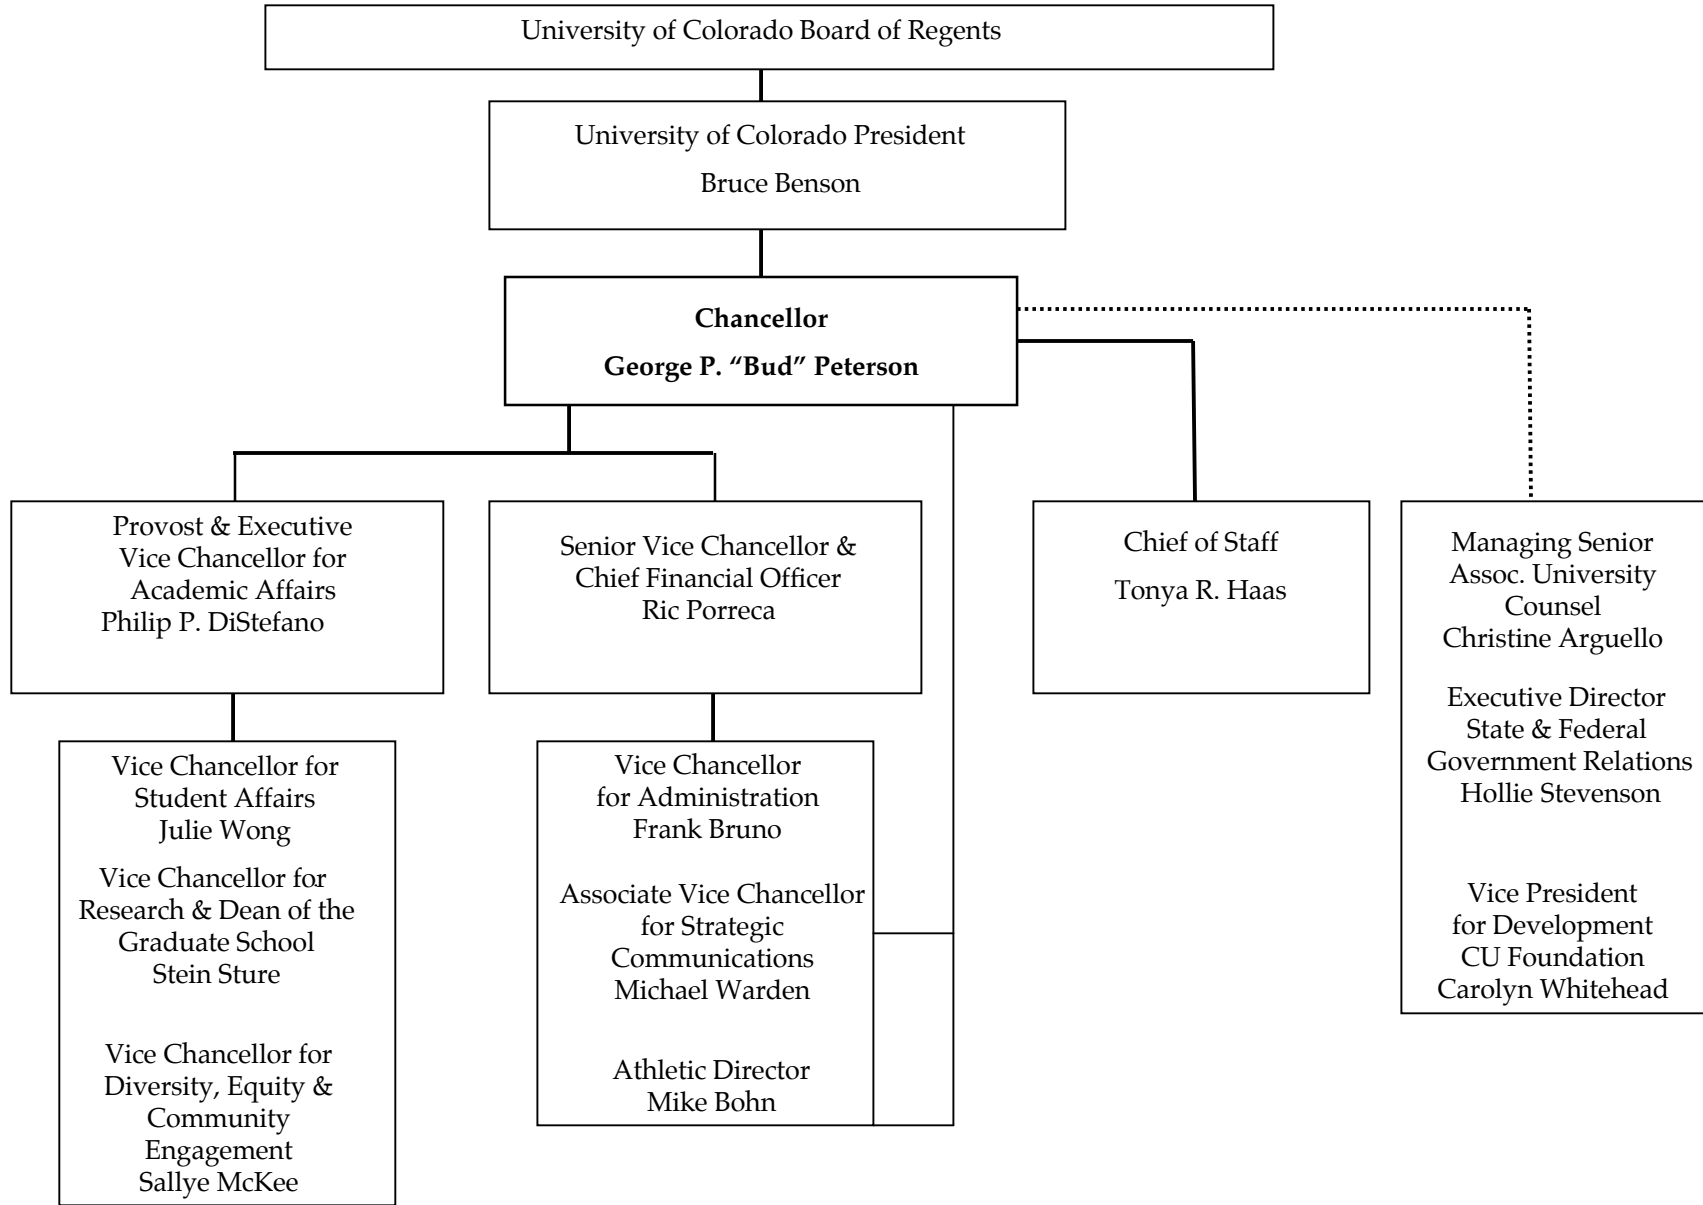 University of Colorado Board of Regents
University of Colorado President
Bruce Benson
Chancellor
George P. “Bud” Peterson
Provost & Executive
Vice Chancellor for
Academic Affairs
Philip P. DiStefano
Senior Vice Chancellor &
Chief Financial Officer
Ric Porreca
Chief of Staff
Tonya R. Haas
Managing Senior
Assoc. University
Counsel
Christine Arguello
Executive Director
State & Federal
Government Relations
Hollie Stevenson
Vice President
for Development
CU Foundation
Carolyn Whitehead
Vice Chancellor for
Student Affairs
Julie Wong
Vice Chancellor for
Research & Dean of the
Graduate School
Stein Sture
Vice Chancellor for
Diversity, Equity &
Community
Engagement
Sallye McKee
Vice Chancellor
for Administration
Frank Bruno
Associate Vice Chancellor
for Strategic
Communications
Michael Warden
Athletic Director
Mike Bohn